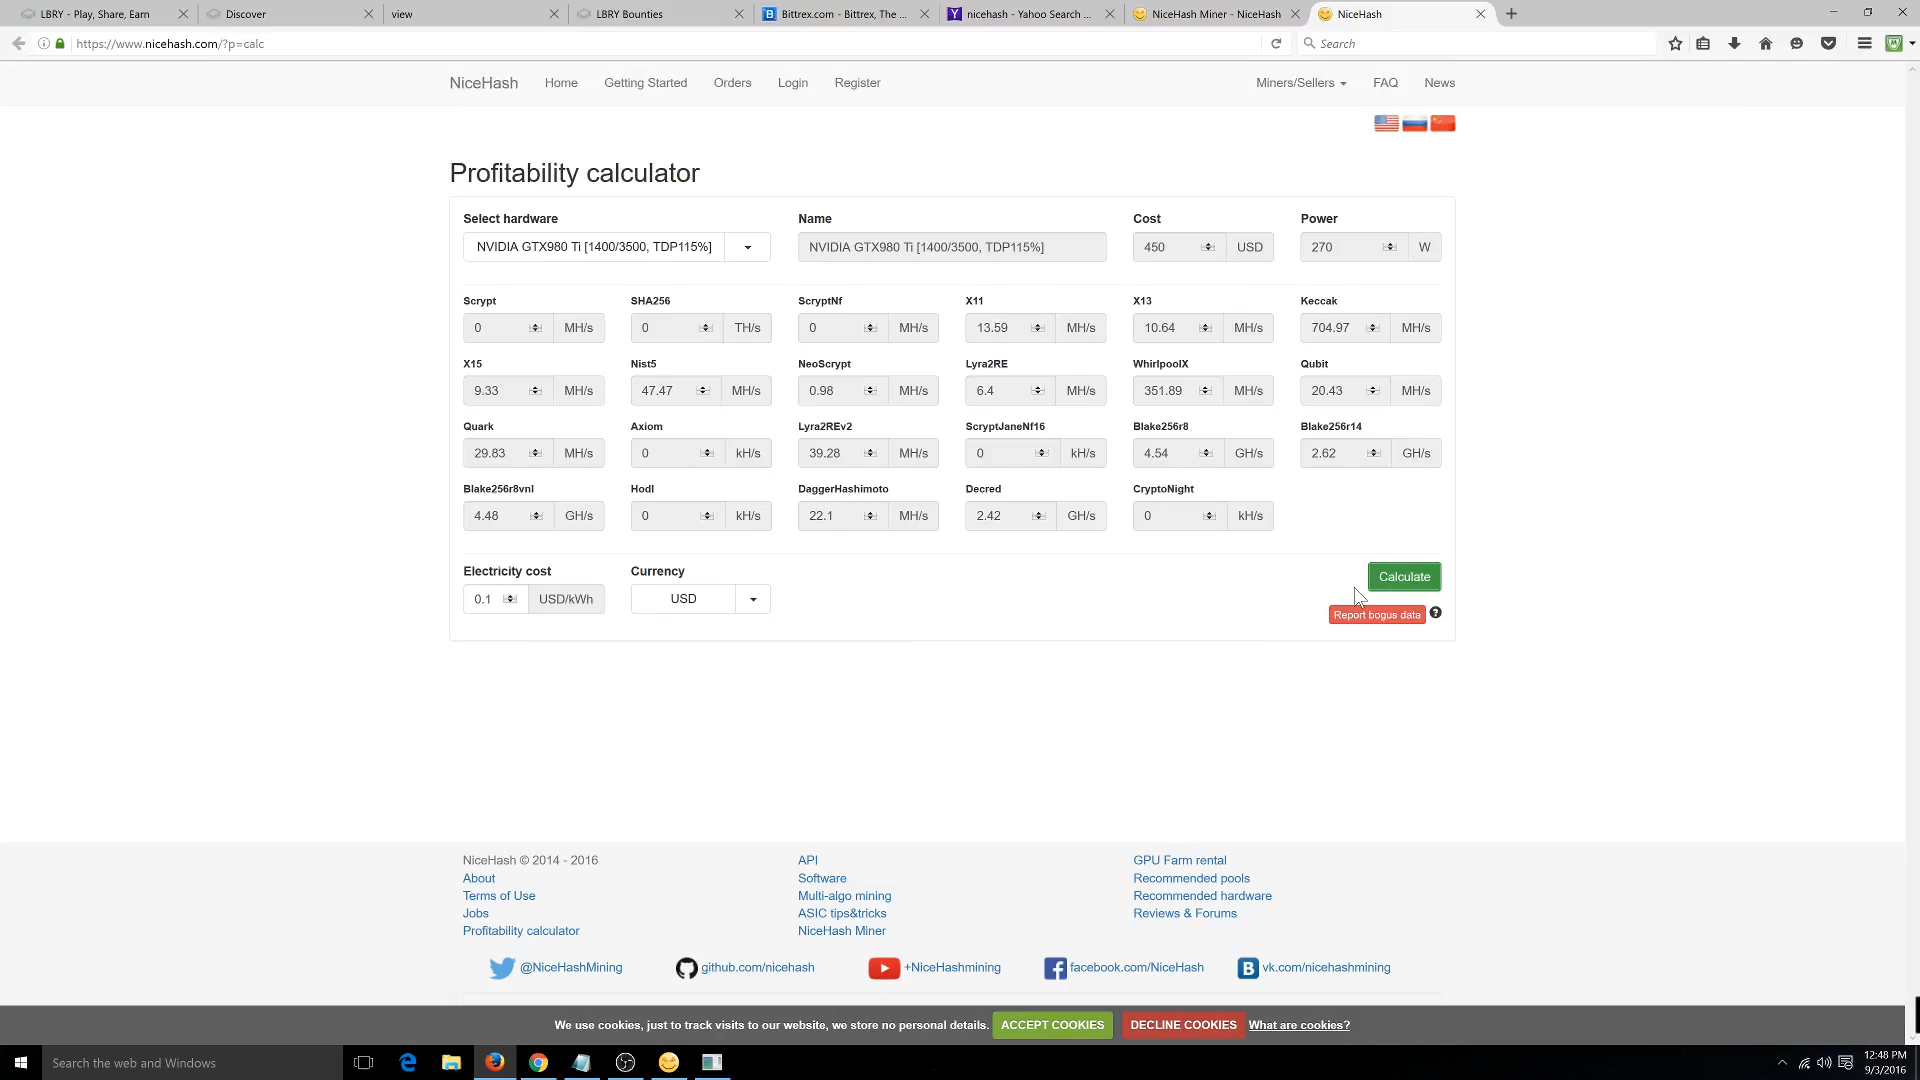 LBRY - Play, Share, Earn
Discover
view
LBRY Bounties
Bittrex.com - Bittrex, The ...
nicehash - Yahoo Search ...
NiceHash Miner - NiceHash
NiceHash
https://www.nicehash.com/?p=calc
Search
NiceHash Home Getting Started Orders Login Register Miners/Sellers FAQ News
Profitability calculator
Select hardware Name Cost Power
NVIDIA GTX980 Ti [1400/3500, TDP115%] NVIDIA GTX980 Ti [1400/3500, TDP115%] 450 USD 270 W
Scrypt SHA256 ScryptNf X11 X13 Keccak
0 MH/s 0 TH/s 0 MH/s 13.59 MH/s 10.64 MH/s 704.97 MH/s
X15 Nist5 NeoScrypt Lyra2RE WhirlpoolX Qubit
9.33 MH/s 47.47 MH/s 0.98 MH/s 6.4 MH/s 351.89 MH/s 20.43 MH/s
Quark Axiom Lyra2REv2 ScryptJaneNf16 Blake256r8 Blake256r14
29.83 MH/s 0 kH/s 39.28 MH/s 0 kH/s 4.54 GH/s 2.62 GH/s
Blake256r8vnl Hodl DaggerHashimoto Decred CryptoNight
4.48 GH/s 0 kH/s 22.1 MH/s 2.42 GH/s 0 kH/s
Electricity cost Currency
0.1 USD/kWh USD
Calculate
Report bogus data ?
NiceHash © 2014 - 2016 API GPU Farm rental
About Software Recommended pools
Terms of Use Multi-algo mining Recommended hardware
Jobs ASIC tips&tricks Reviews & Forums
Profitability calculator NiceHash Miner
@NiceHashMining github.com/nicehash +NiceHashmining facebook.com/NiceHash vk.com/nicehashmining
We use cookies, just to track visits to our website, we store no personal details. ACCEPT COOKIES DECLINE COOKIES What are cookies?
Search the web and Windows
12:48 PM
9/3/2016